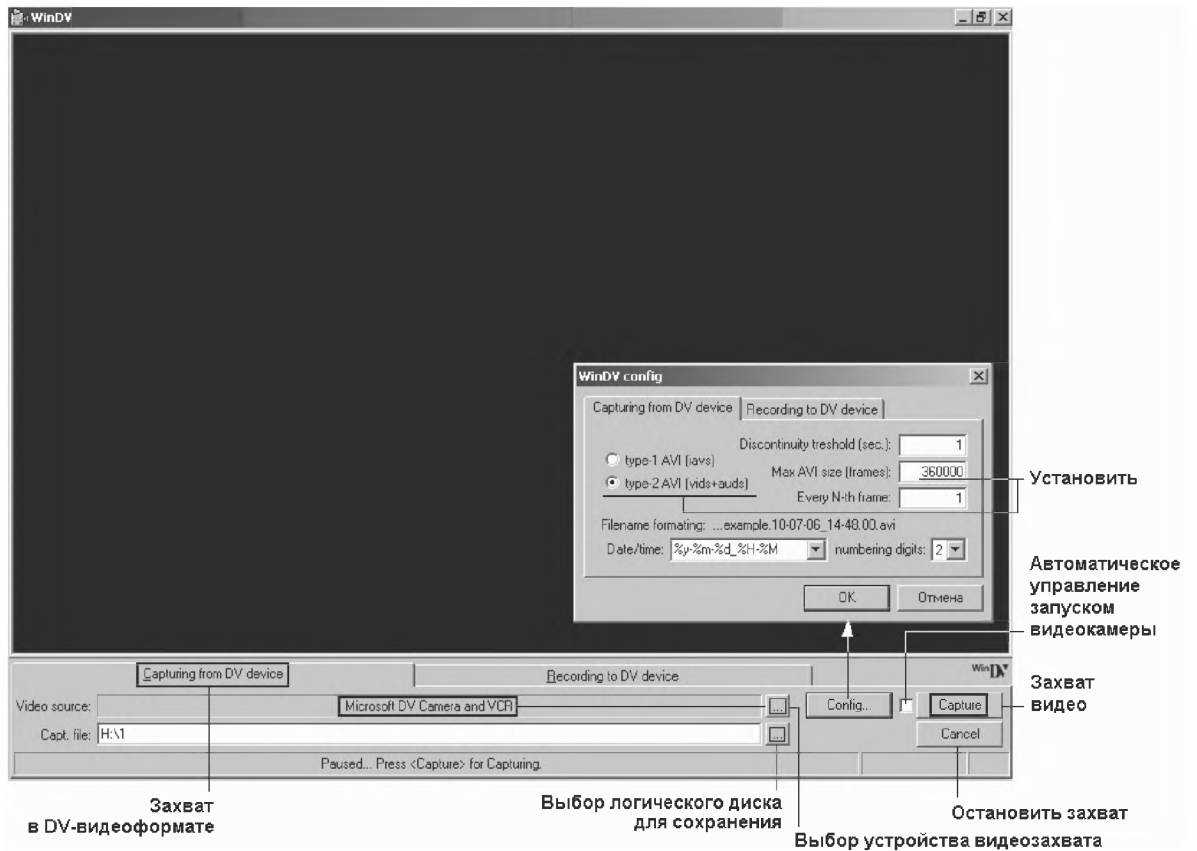 WinDV
WinDV config
Capturing from DV device
Recording to DV device
Discontinuity treshold (sec.): 1
type-1 AVI (iavs)
Max AVI size (frames): 360000
type-2 AVI (vids+auds)
Every N-th frame: 1
Filename formating: ...example.10-07-06_14-48.00.avi
Date/time: %y-%m-%d_%H-%M
numbering digits: 2
OK
Отмена
Установить
Автоматическое
управление
запуском
видеокамеры
Capturing from DV device
Recording to DV device
WinDV
Video source: Microsoft DV Camera and VCR ...
Config...
Capture
Захват
видео
Capt. file: H:\1 ...
Cancel
Paused... Press <Capture> for Capturing.
Захват
в DV-видеоформате
Выбор логического диска
для сохранения
Остановить захват
Выбор устройства видеозахвата